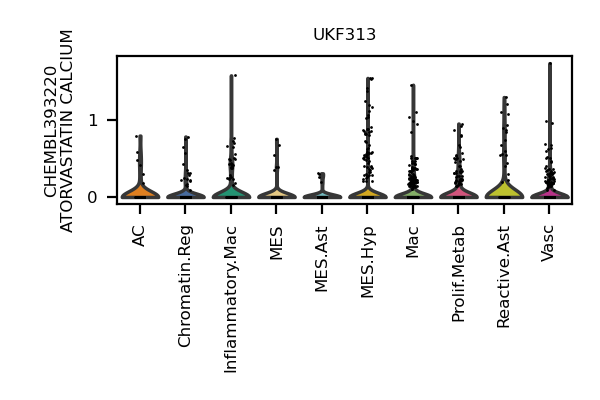 UKF313
CHEMBL393220
ATORVASTATIN CALCIUM
1
0
AC
Chromatin.Reg
Inflammatory.Mac
MES
MES.Ast
MES.Hyp
Mac
Prolif.Metab
Reactive.Ast
Vasc